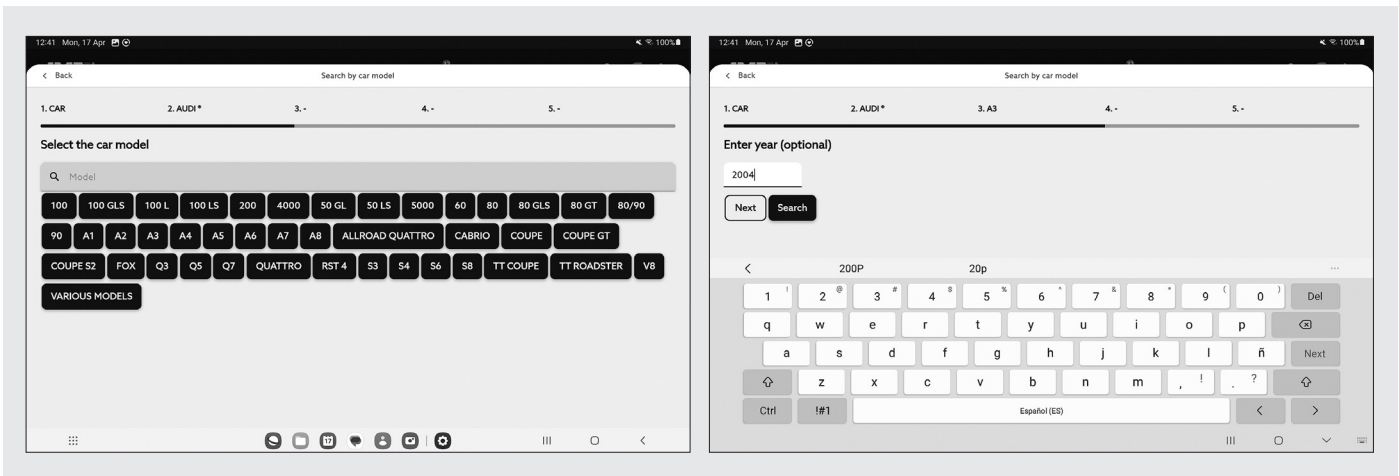 12:41 Mon, 17 Apr 100%
< Back Search by car model
1. CAR 2. AUDI * 3. - 4. - 5. -
Select the car model
Model
100 100 GLS 100 L 100 LS 200 4000 50 GL 50 LS 5000 60 80 80 GLS 80 GT 80/90
90 A1 A2 A3 A4 A5 A6 A7 A8 ALLROAD QUATTRO CABRIO COUPE COUPE GT
COUPE S2 FOX Q3 Q5 Q7 QUATTRO RST 4 S3 S4 S6 S8 TT COUPE TT ROADSTER V8
VARIOUS MODELS
17
12:41 Mon, 17 Apr 100%
< Back Search by car model
1. CAR 2. AUDI * 3. A3 4. - 5. -
Enter year (optional)
2004
Next Search
< 200P 20p ...
1 ! 2 @ 3 # 4 $ 5 % 6 ^ 7 & 8 * 9 ( 0 ) Del
q w e r t y u i o p
a s d f g h j k l ñ Next
z x c v b n m , ! . ?
Ctrl !#1 Español (ES) < >